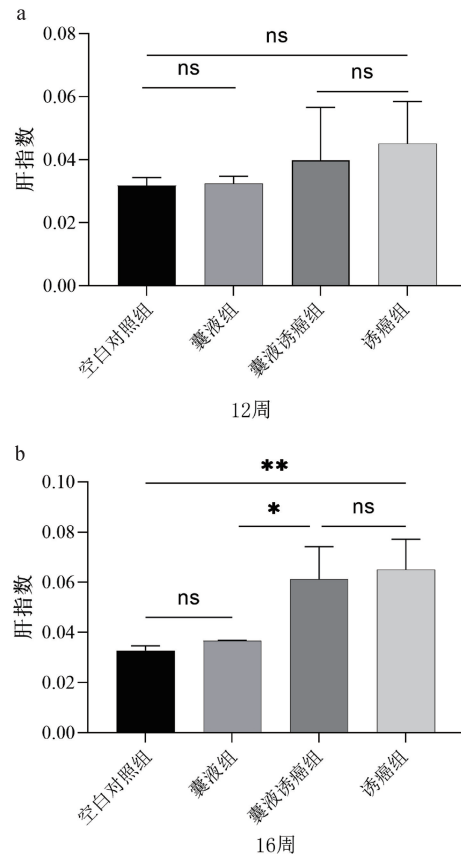 a
0.08
0.06
0.04
0.02
0.00
肝指数
ns
ns
ns
空白对照组
囊液组
囊液诱癌组
诱癌组
12周
b
0.10
0.08
0.06
0.04
0.02
0.00
肝指数
**
*
ns
ns
空白对照组
囊液组
囊液诱癌组
诱癌组
16周